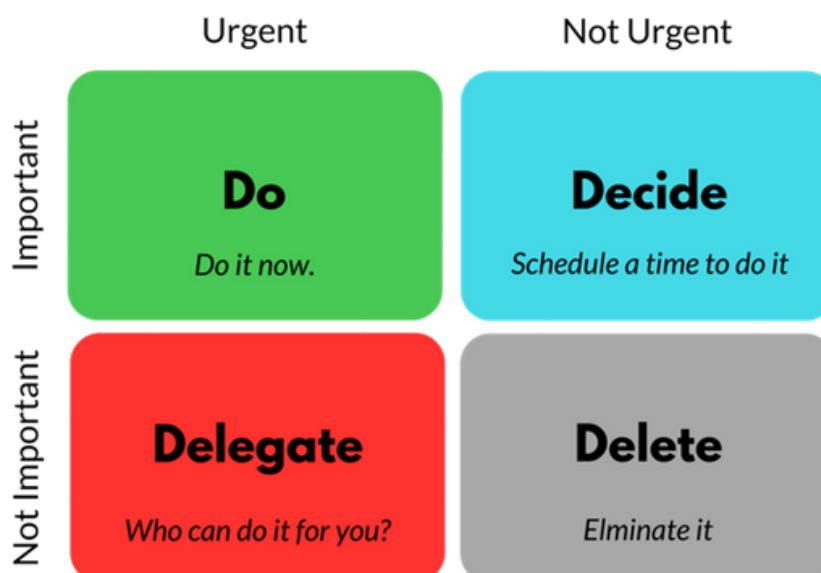 Urgent
Not Urgent
Important
Do
Do it now.
Decide
Schedule a time to do it
Not Important
Delegate
Who can do it for you?
Delete
Elminate it